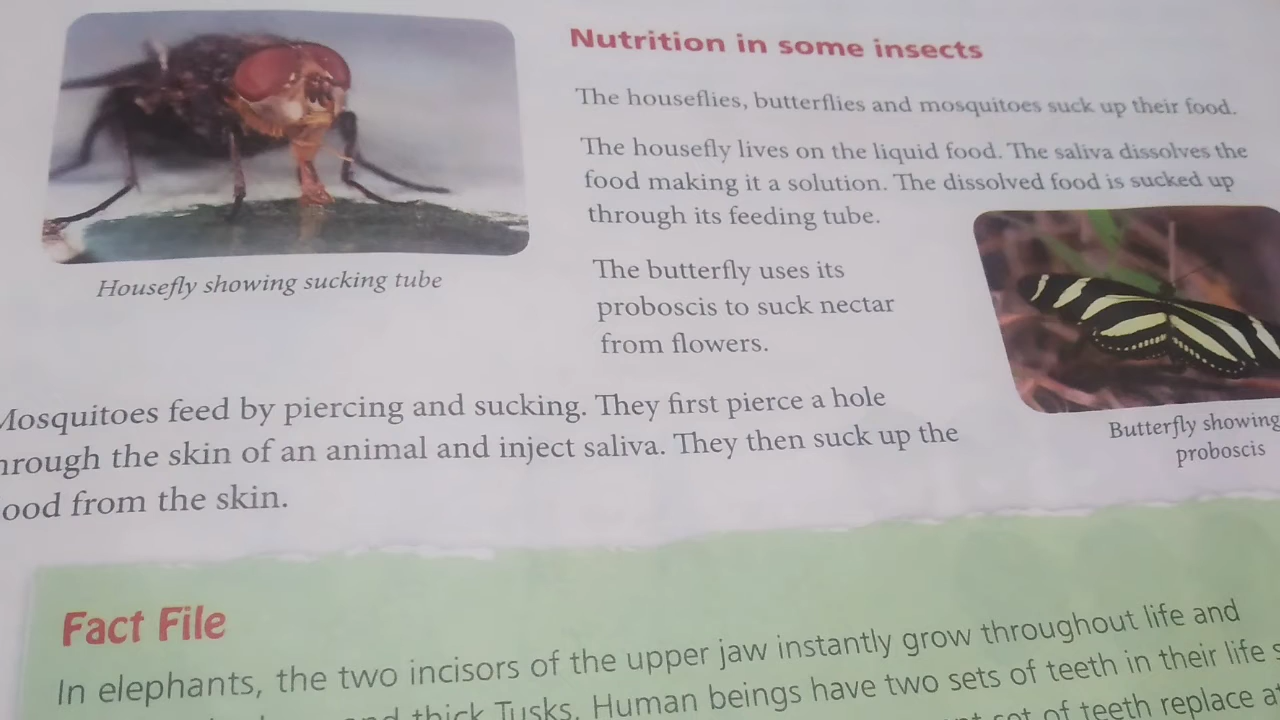 Nutrition in some insects
The houseflies, butterflies and mosquitoes suck up their food.
The housefly lives on the liquid food. The saliva dissolves the
food making it a solution. The dissolved food is sucked up
through its feeding tube.
Housefly showing sucking tube
The butterfly uses its
proboscis to suck nectar
from flowers.
Butterfly showing
proboscis
Mosquitoes feed by piercing and sucking. They first pierce a hole
hrough the skin of an animal and inject saliva. They then suck up the
ood from the skin.
Fact File
In elephants, the two incisors of the upper jaw instantly grow throughout life and
thick Tusks. Human beings have two sets of teeth in their life
set of teeth replace